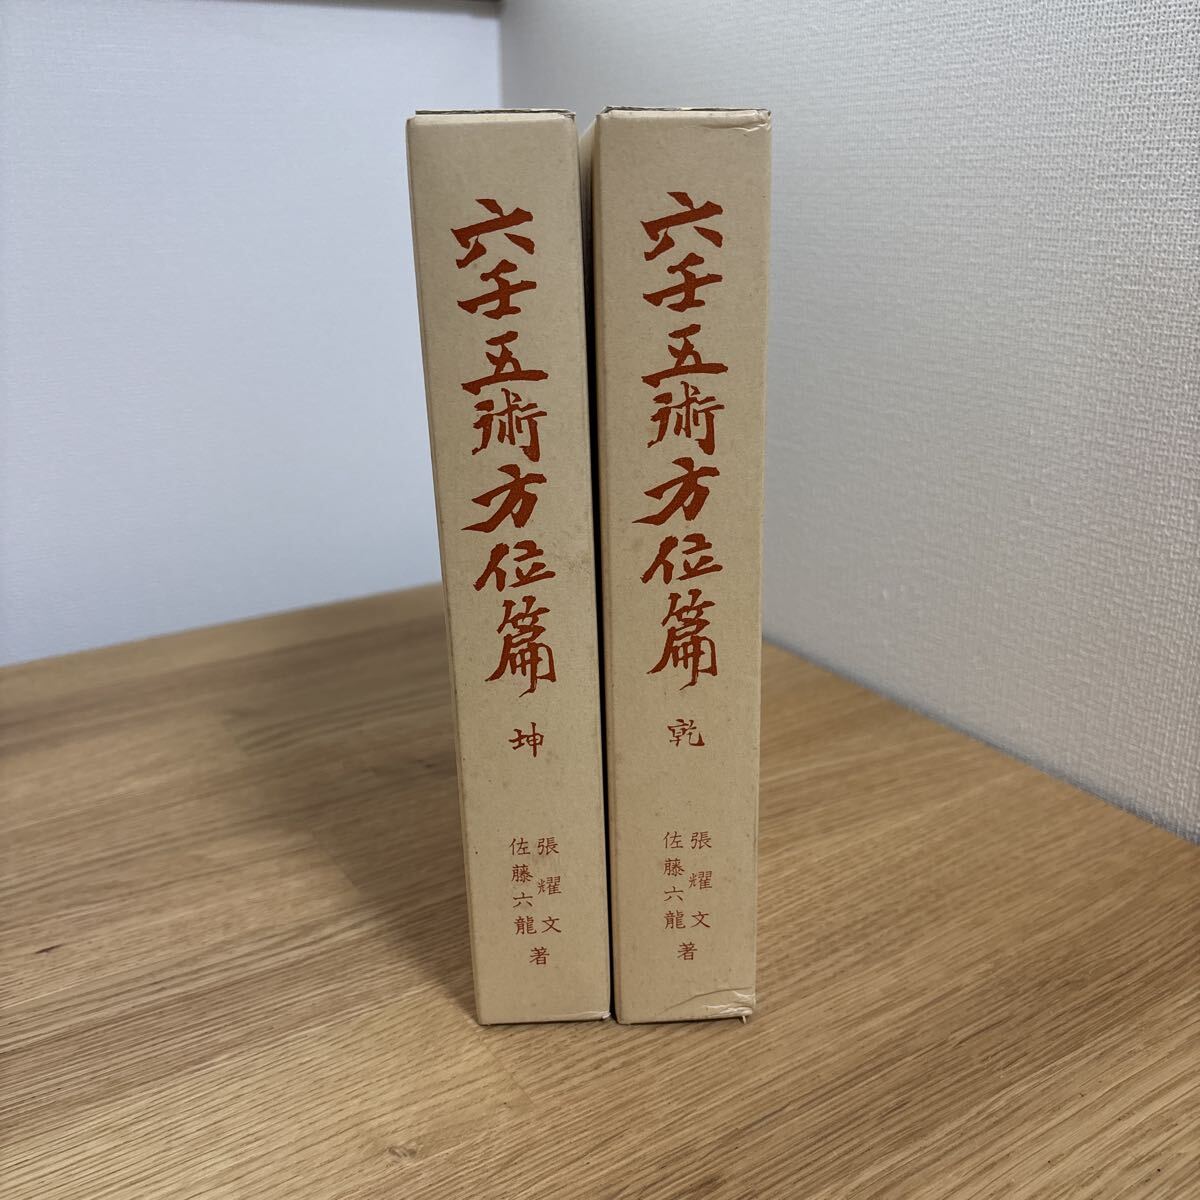 六壬五術方位篇
乾
張耀文
佐藤六龍
著
六壬五術方位篇
坤
張耀文
佐藤六龍
著